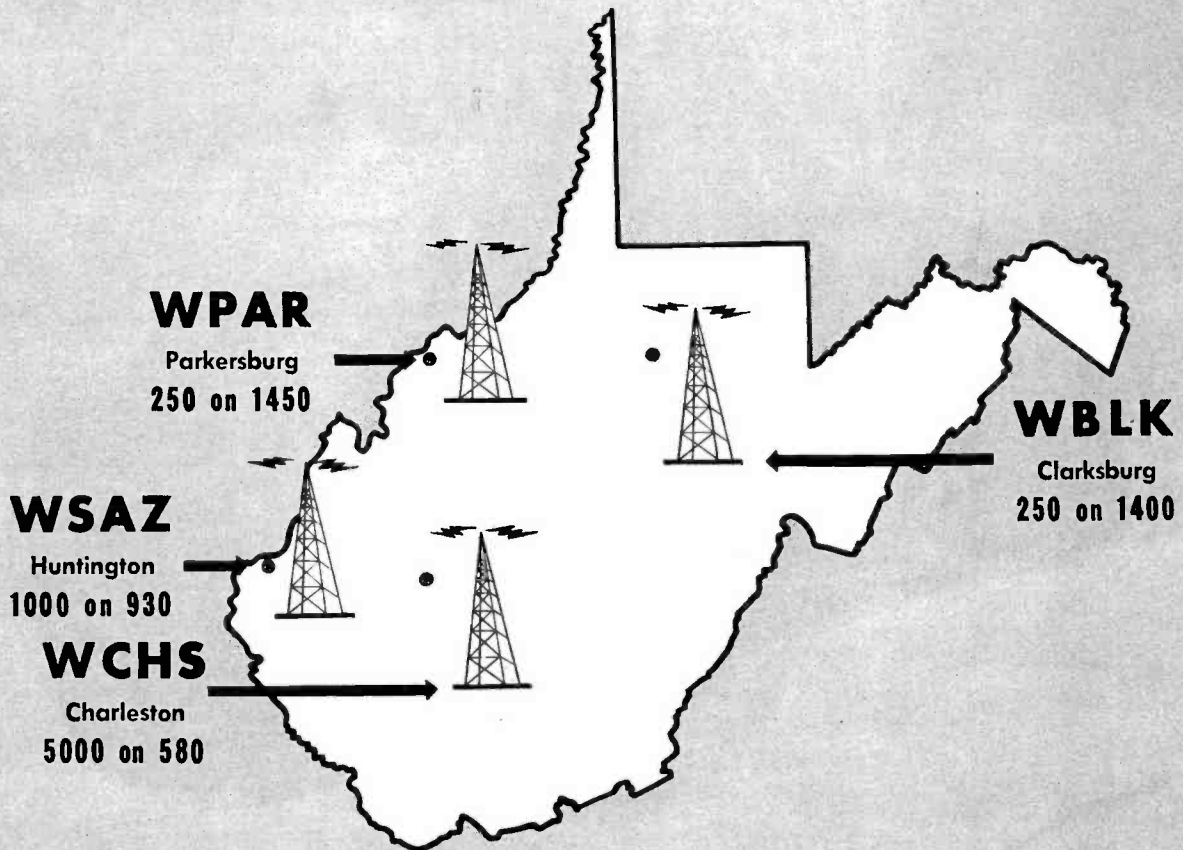 WPAR
Parkersburg
250 on 1450
WBLK
Clarksburg
250 on 1400
WSAZ
Huntington
1000 on 930
WCHS
Charleston
5000 on 580